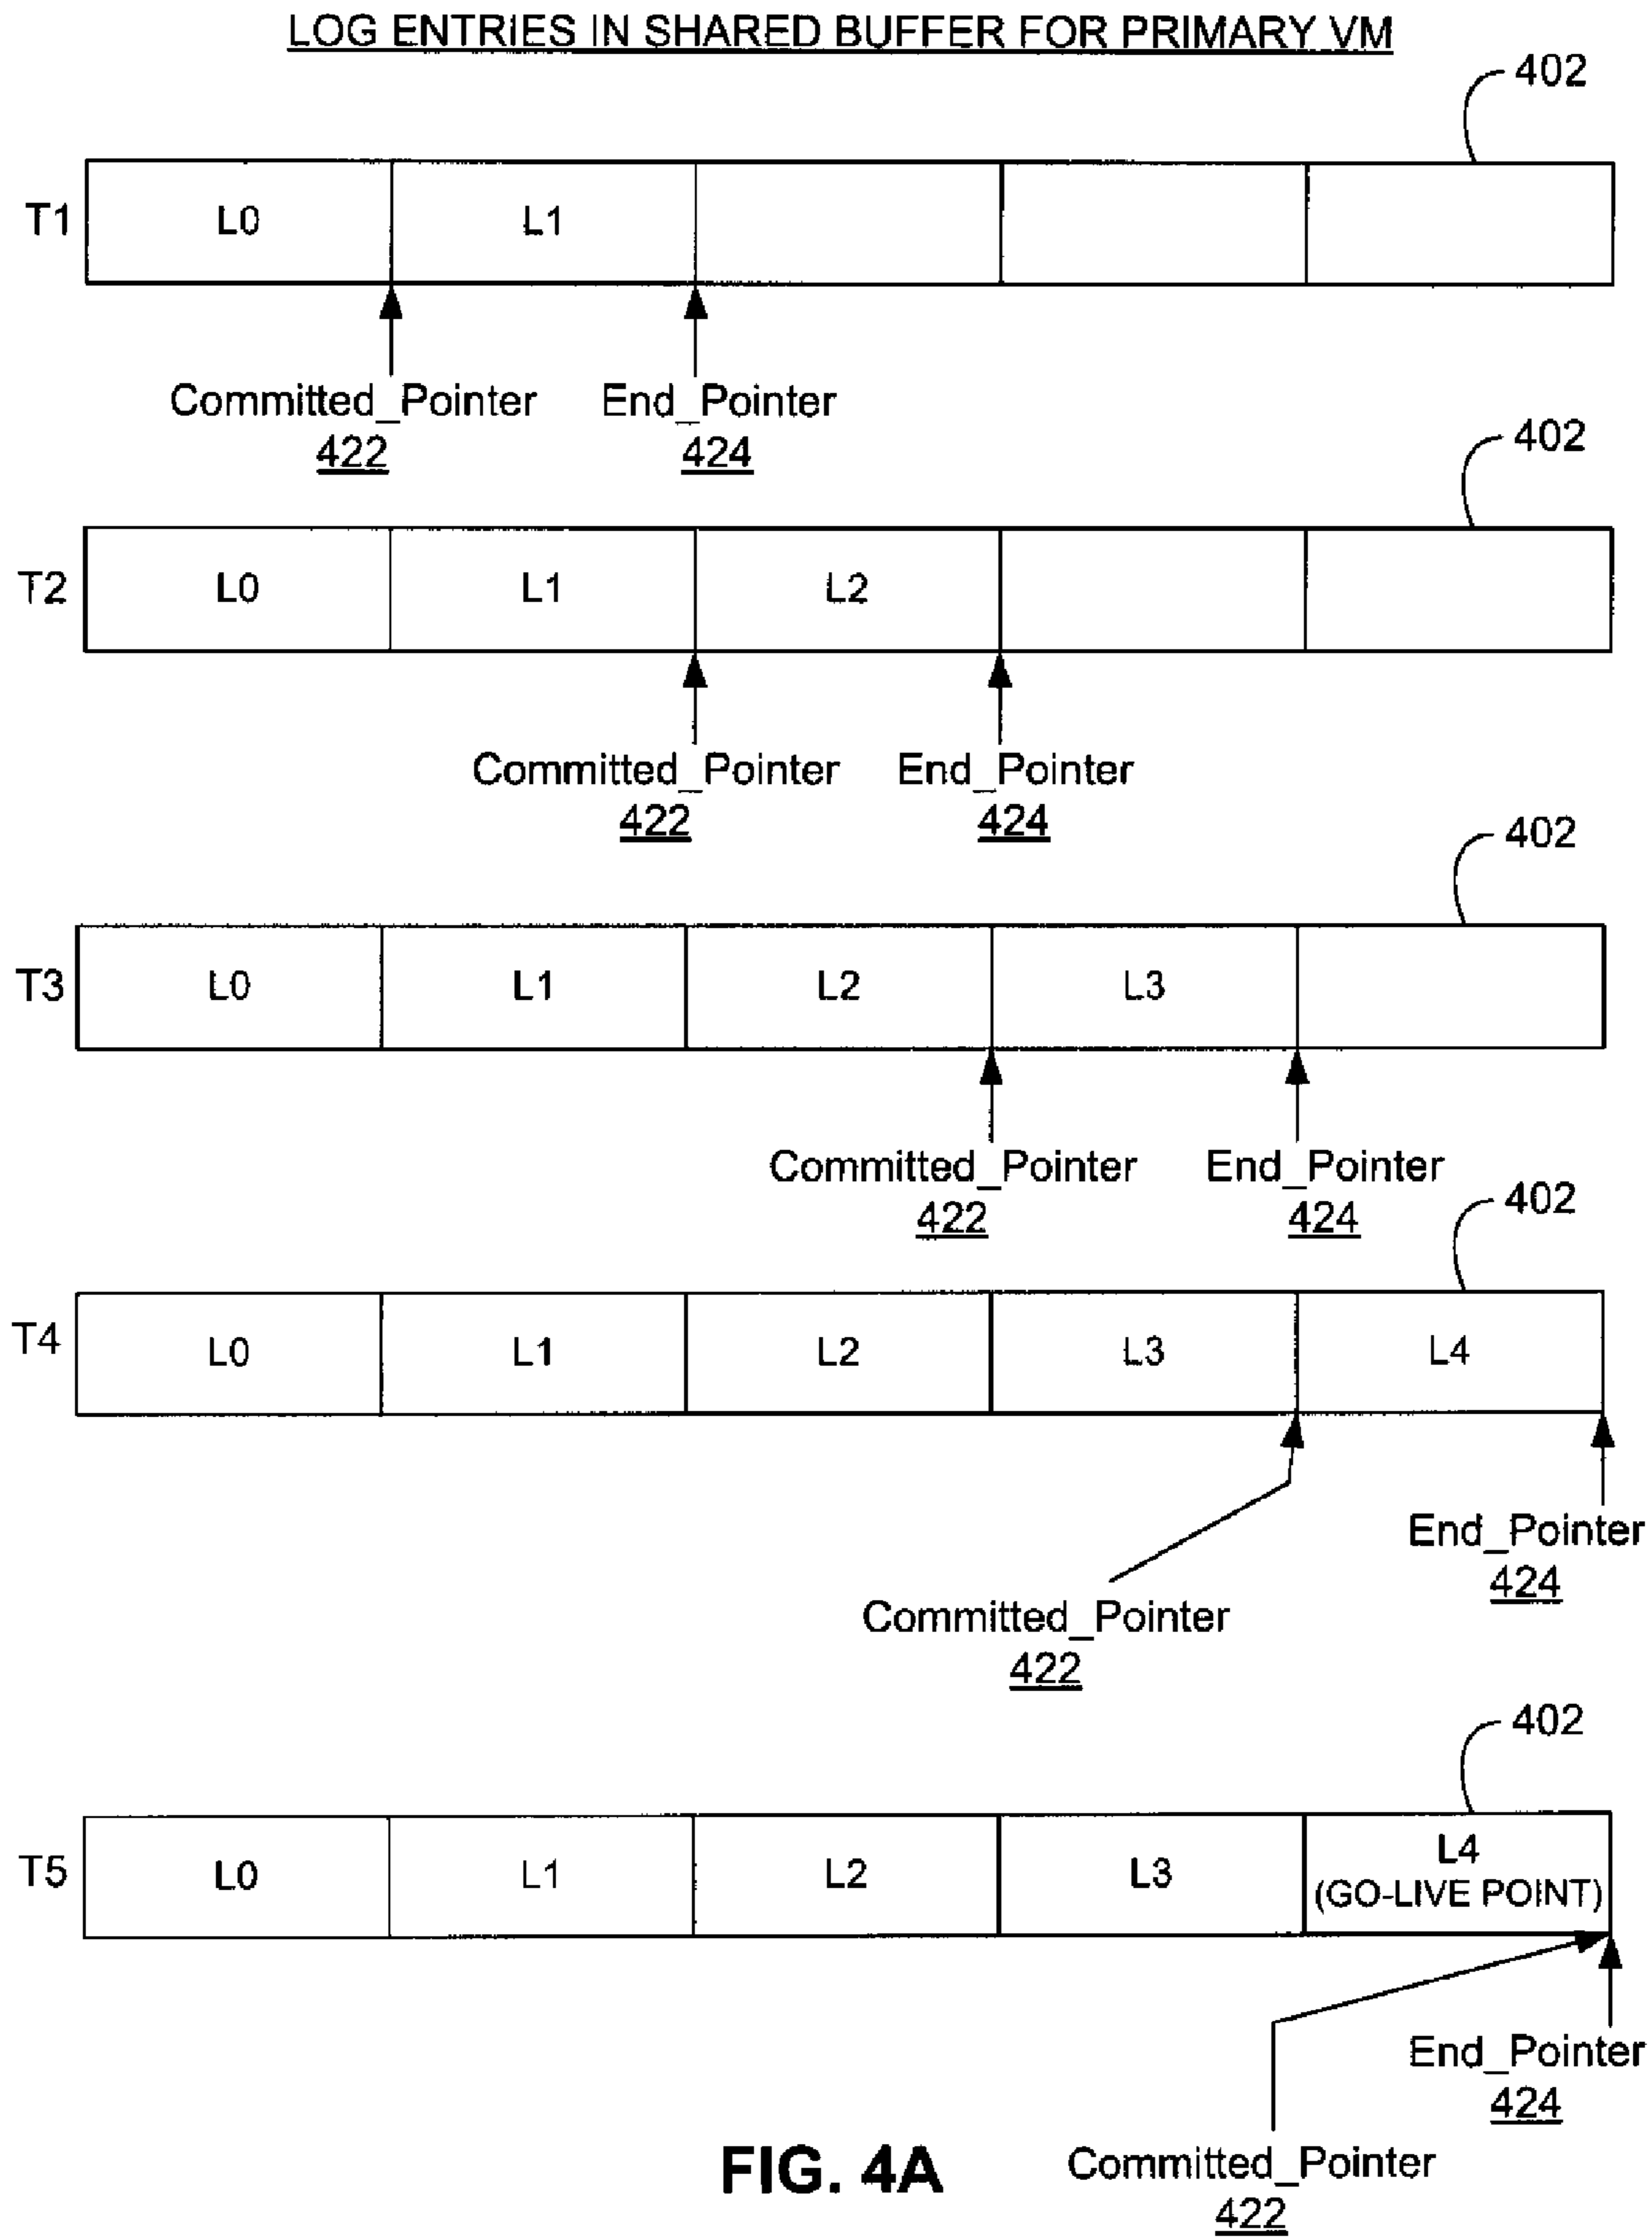 LOG ENTRIES IN SHARED BUFFER FOR PRIMARY VM
402
T1 L0 L1
Committed_Pointer End_Pointer
422 424
402
T2 L0 L1 L2
Committed_Pointer End_Pointer
422 424
402
T3 L0 L1 L2 L3
Committed_Pointer End_Pointer
422 424
402
T4 L0 L1 L2 L3 L4
End_Pointer
424
Committed_Pointer
422
402
T5 L0 L1 L2 L3 L4
(GO-LIVE POINT)
End_Pointer
424
Committed_Pointer
422
FIG. 4A